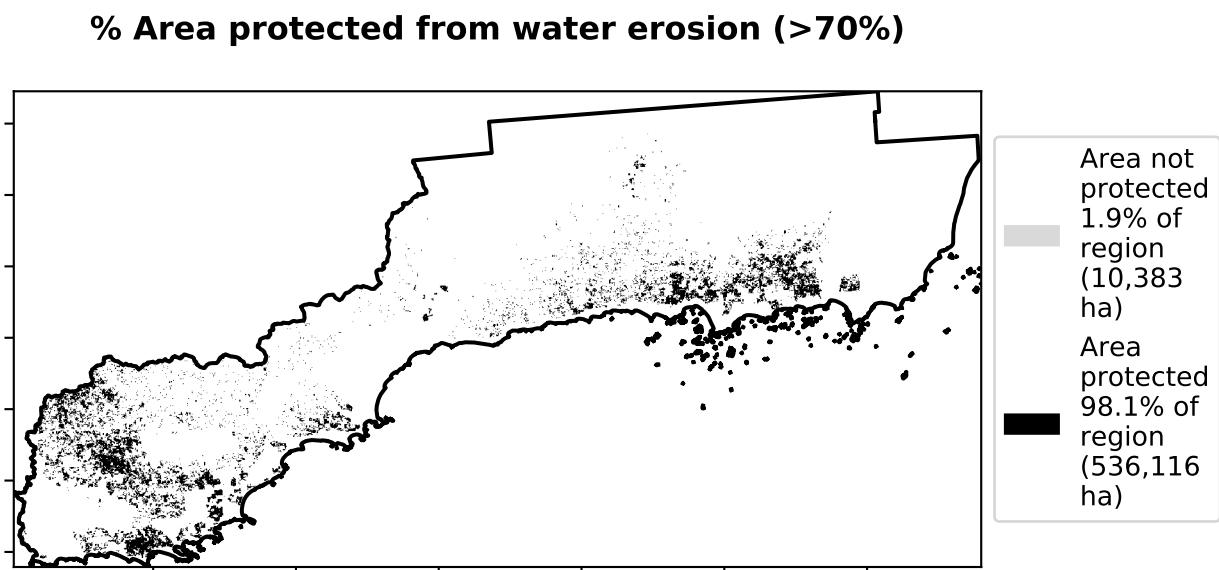 % Area protected from water erosion (>70%)
Area not
protected
1.9% of
region
(10,383
ha)
Area
protected
98.1% of
region
(536,116
ha)